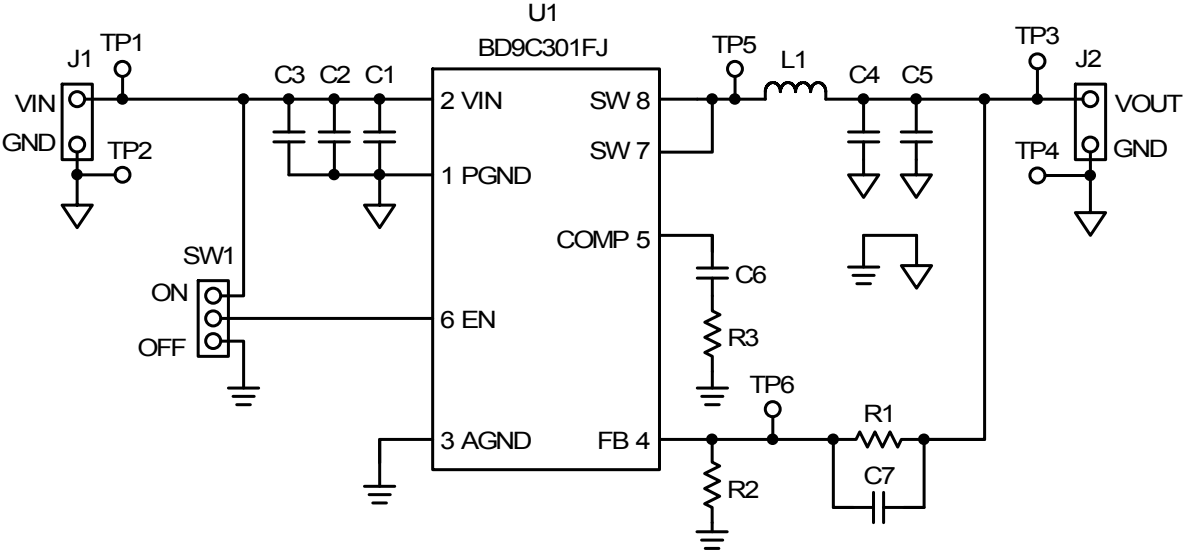 U1
BD9C301FJ
J1
TP1
VIN
GND
TP2
C3
C2
C1
2 VIN
1 PGND
SW1
ON
OFF
6 EN
3 AGND
SW 8
SW 7
COMP 5
FB 4
TP5
L1
C4
C5
TP3
J2
VOUT
GND
TP4
C6
R3
TP6
R1
C7
R2